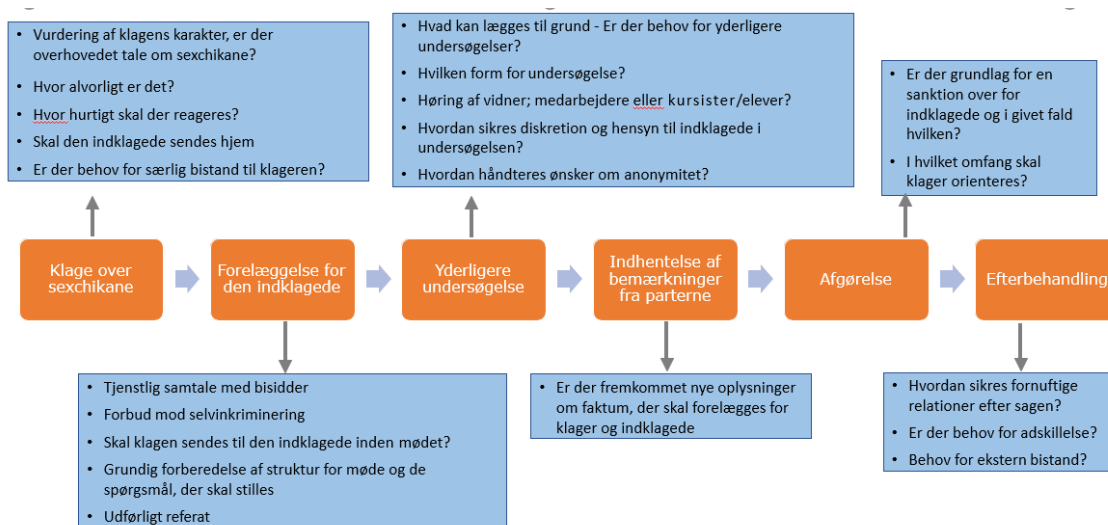 • Vurdering af klagens karakter, er der
overhovedet tale om sexchikane?
• Hvor alvorligt er det?
• Hvor hurtigt skal der reageres?
• Skal den indklagede sendes hjem
• Er der behov for særlig bistand til klageren?
• Hvad kan lægges til grund - Er der behov for yderligere
undersøgelser?
• Hvilken form for undersøgelse?
• Høring af vidner; medarbejdere eller kursister/elever?
• Hvordan sikres diskretion og hensyn til indklagede i
undersøgelsen?
• Hvordan håndteres ønsker om anonymitet?
• Er der grundlag for en
sanktion over for
indklagede og i givet fald
hvilken?
• I hvilket omfang skal
klager orienteres?
Klage over
sexchikane
Forelæggelse for
den indklagede
Yderligere
undersøgelse
Indhentelse af
bemærkninger
fra parterne
Afgørelse
Efterbehandling
• Tjenstlig samtale med bisidder
• Forbud mod selvinkriminering
• Skal klagen sendes til den indklagede inden mødet?
• Grundig forberedelse af struktur for møde og de
spørgsmål, der skal stilles
• Udførligt referat
• Er der fremkommet nye oplysninger
om faktum, der skal forelægges for
klager og indklagede
• Hvordan sikres fornuftige
relationer efter sagen?
• Er der behov for adskillelse?
• Behov for ekstern bistand?